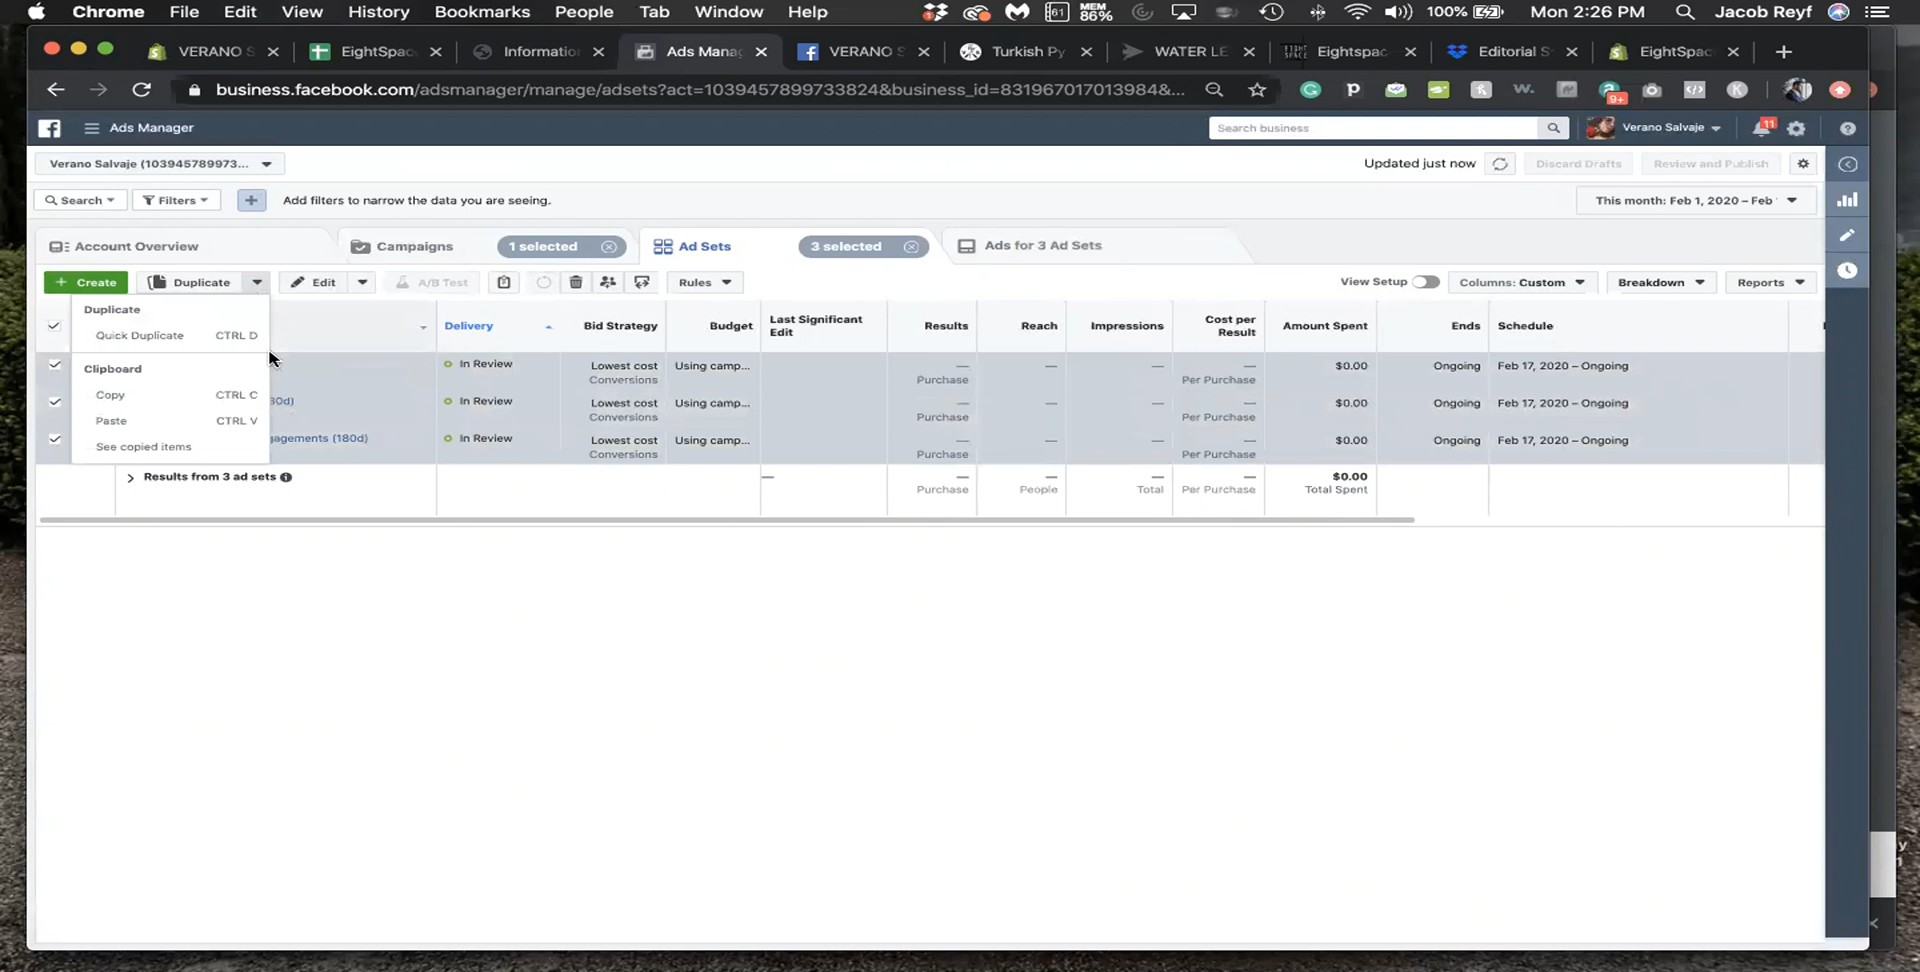 Chrome File Edit View History Bookmarks People Tab Window Help 1 61 MEM 86% 100% Mon 2:26 PM Jacob Reyf
VERANO S EightSpac Informatio Ads Manag VERANO S Turkish Py WATER LE EIGHT SPACE Eightspac Editorial S EightSpac
business.facebook.com/adsmanager/manage/adsets?act=1039457899733824&business_id=831967017013984&... 9+
Ads Manager Search business Verano Salvaje 11
Verano Salvaje (103945789973... Updated just now Discard Drafts Review and Publish
Search Filters Add filters to narrow the data you are seeing. This month: Feb 1, 2020 – Feb
Account Overview Campaigns 1 selected Ad Sets 3 selected Ads for 3 Ad Sets
Create Duplicate Edit A/B Test Rules View Setup Columns: Custom Breakdown Reports
Duplicate
Quick Duplicate CTRL D
Clipboard
Copy CTRL C
Paste CTRL V
See copied items
Delivery Bid Strategy Budget Last Significant Edit Results Reach Impressions Cost per Result Amount Spent Ends Schedule
In Review Lowest cost Using camp... — — — — $0.00 Ongoing Feb 17, 2020 – Ongoing
Conversions Purchase Per Purchase
30d) In Review Lowest cost Using camp... — — — — $0.00 Ongoing Feb 17, 2020 – Ongoing
Conversions Purchase Per Purchase
agements (180d) In Review Lowest cost Using camp... — — — — $0.00 Ongoing Feb 17, 2020 – Ongoing
Conversions Purchase Per Purchase
Results from 3 ad sets — — — — — $0.00
Purchase People Total Per Purchase Total Spent